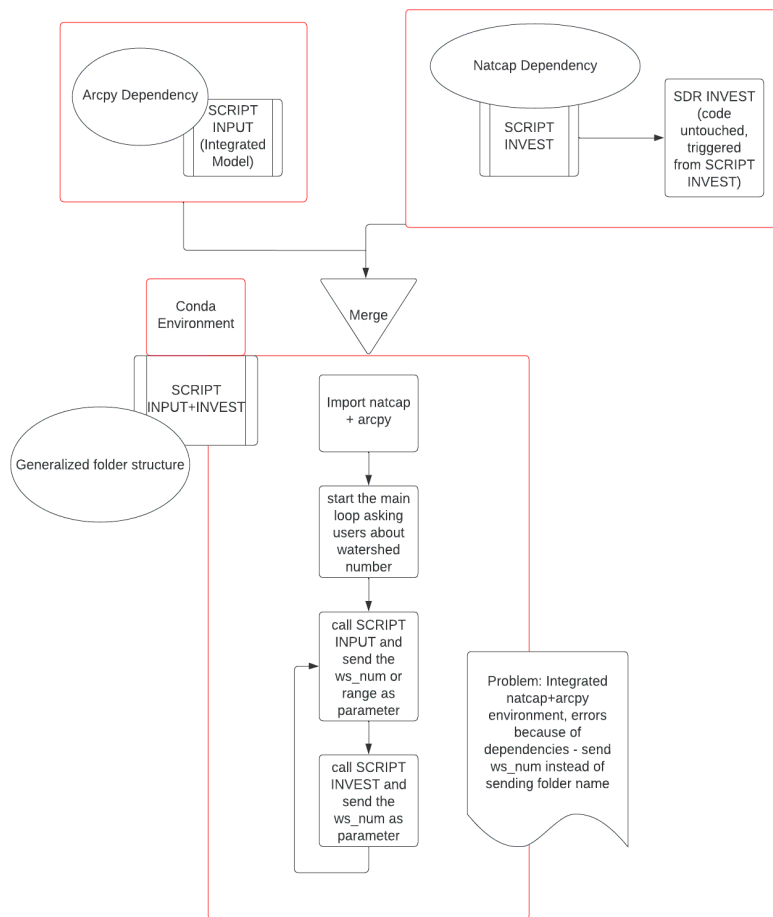 Arcpy Dependency
SCRIPT
INPUT
(Integrated
Model)
Natcap Dependency
SCRIPT
INVEST
SDR INVEST
(code
untouched,
triggered
from SCRIPT
INVEST)
Merge
Conda
Environment
SCRIPT
INPUT+INVEST
Generalized folder structure
Import natcap
+ arcpy
start the main
loop asking
users about
watershed
number
call SCRIPT
INPUT and
send the
ws_num or
range as
parameter
call SCRIPT
INVEST and
send the
ws_num as
parameter
Problem: Integrated
natcap+arcpy
environment, errors
because of
dependencies - send
ws_num instead of
sending folder name